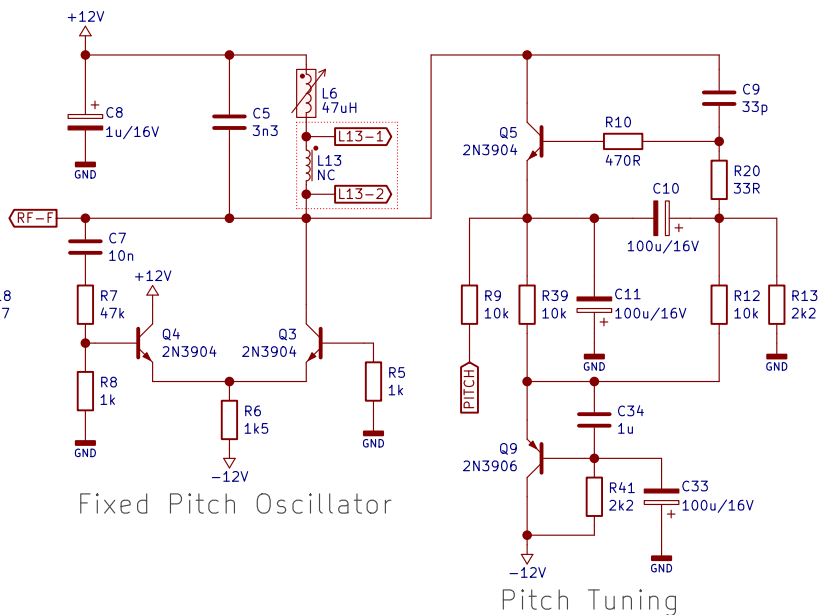 +12V
C8
1u/16V
GND
C5
3n3
L6
47uH
L13-1
L13
NC
L13-2
RF-F
C7
10n
+12V
R7
47k
Q4
2N3904
Q3
2N3904
R8
1k
GND
R6
1k5
-12V
R5
1k
GND
Fixed Pitch Oscillator
C9
33p
Q5
2N3904
R10
470R
R20
33R
C10
100u/16V
R9
10k
R39
10k
C11
100u/16V
GND
R12
10k
R13
2k2
GND
PITCH
C34
1u
Q9
2N3906
R41
2k2
C33
100u/16V
GND
-12V
Pitch Tuning
8
7